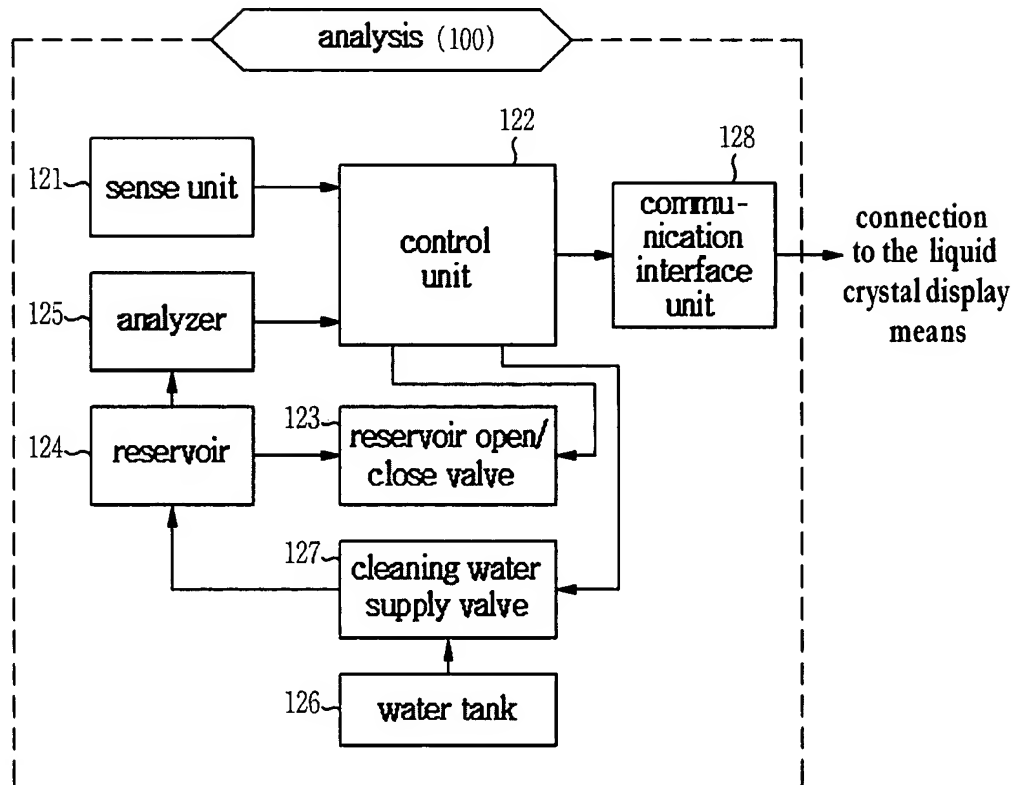 analysis (100)
122
128
121
sense unit
control
unit
commu-
nication
interface
unit
connection
to the liquid
crystal display
means
125
analyzer
124
reservoir
123
reservoir open/
close valve
127
cleaning water
supply valve
126
water tank